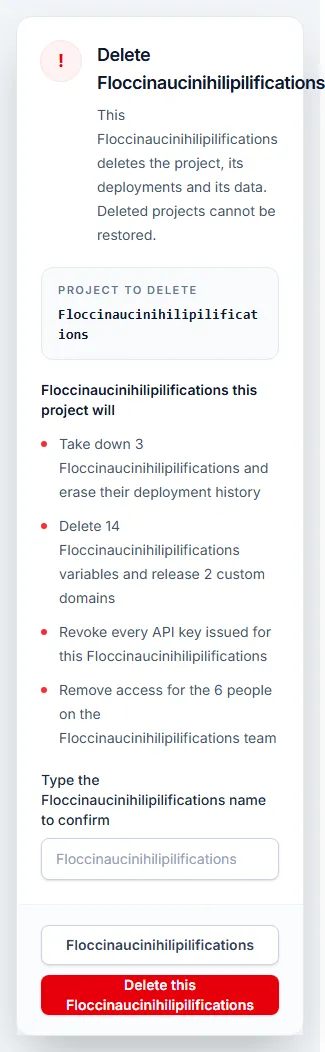 !
Delete
Floccinaucinihilipilifications
This
Floccinaucinihilipilifications
deletes the project, its
deployments and its data.
Deleted projects cannot be
restored.
PROJECT TO DELETE
Floccinaucinihilipilificat
ions
Floccinaucinihilipilifications this
project will
Take down 3
Floccinaucinihilipilifications and
erase their deployment history
Delete 14
Floccinaucinihilipilifications
variables and release 2 custom
domains
Revoke every API key issued for
this Floccinaucinihilipilifications
Remove access for the 6 people
on the
Floccinaucinihilipilifications team
Type the
Floccinaucinihilipilifications name
to confirm
Floccinaucinihilipilifications
Floccinaucinihilipilifications
Delete this
Floccinaucinihilipilifications